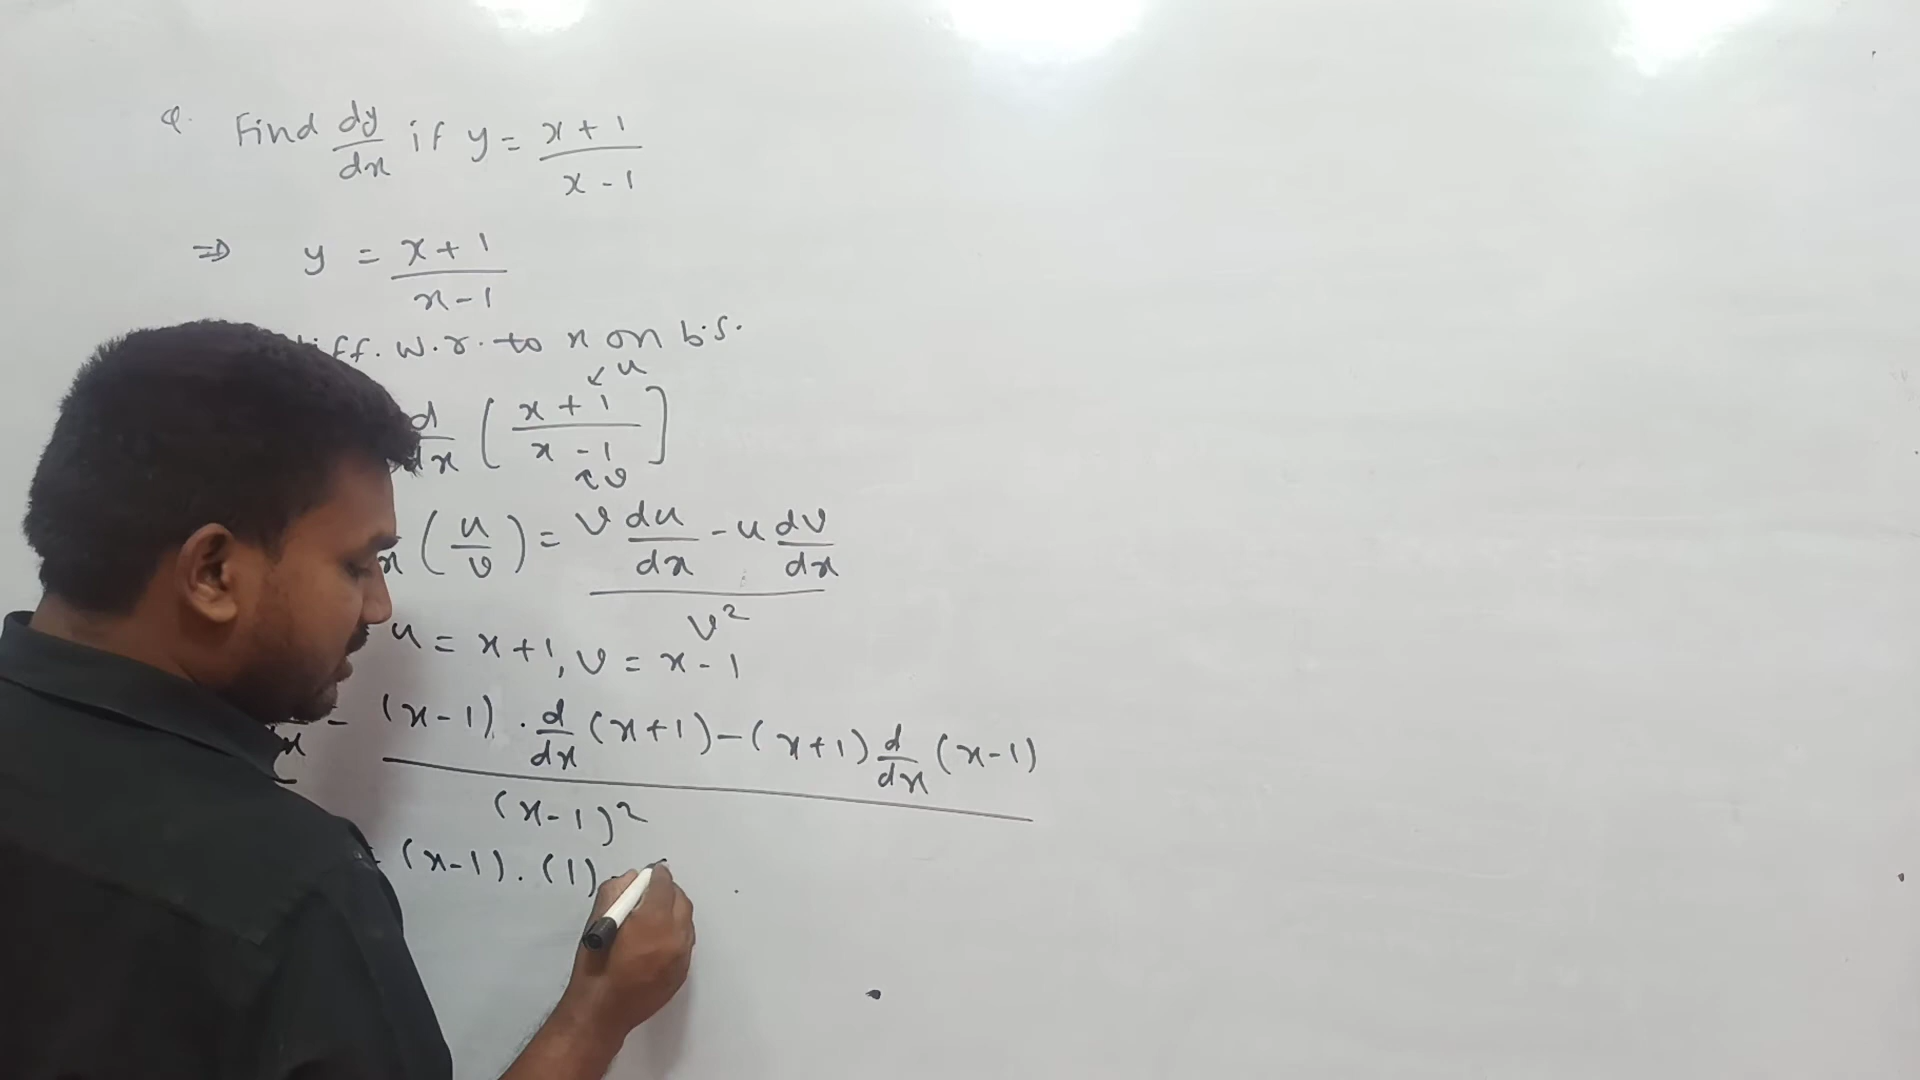 Q. Find dy/dx if y = x+1/x-1
⇒ y = x+1/x-1
diff. w.r. to x on b.s.
d/dx (x+1/x-1] ↙ u ↑ v
(u/v) = v du/dx - u dv/dx / v²
u = x+1, v = x-1
(x-1) . d/dx (x+1) - (x+1) d/dx (x-1) / (x-1)²
= (x-1) . (1) -